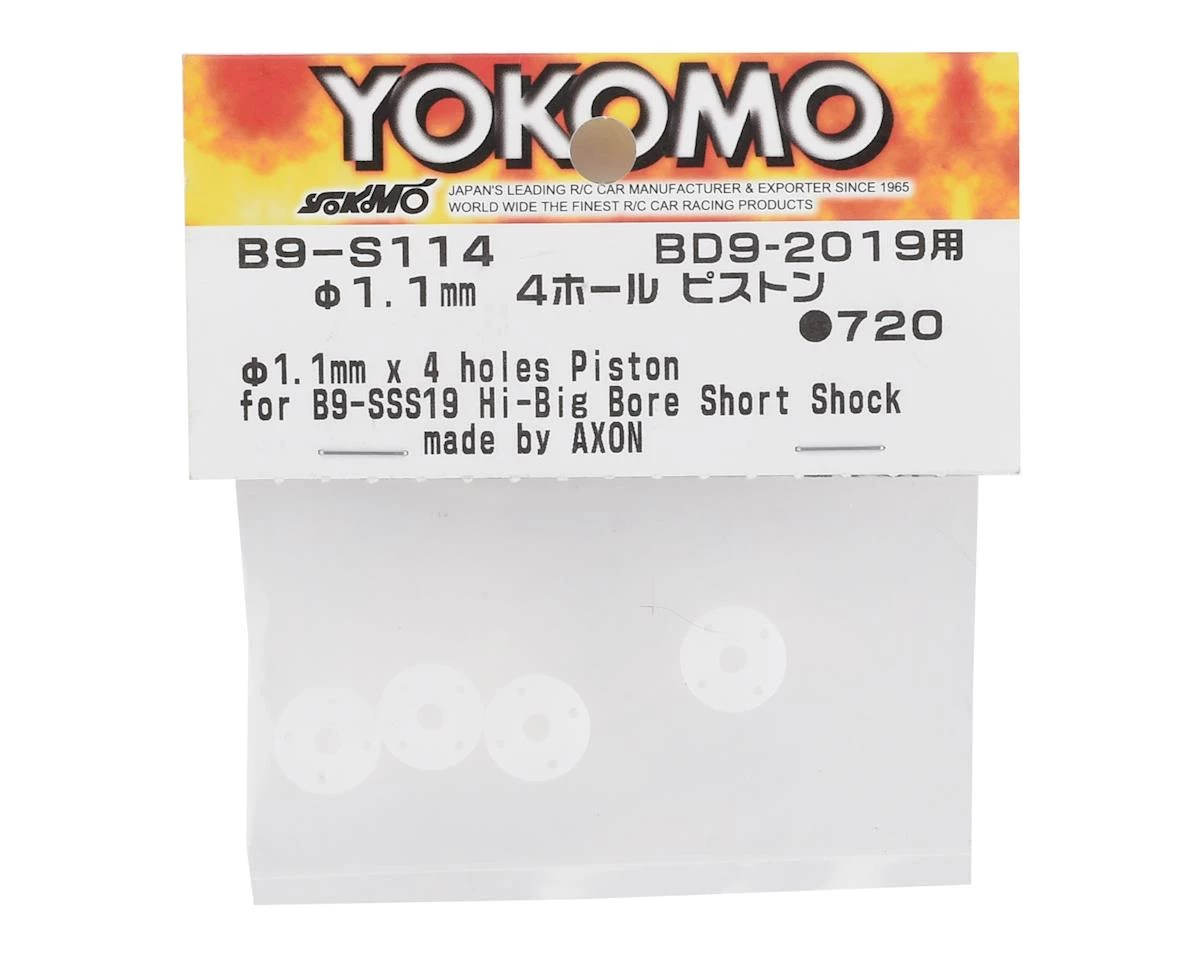 YOKOMO
YOKOMO JAPAN'S LEADING R/C CAR MANUFACTURER & EXPORTER SINCE 1965
WORLD WIDE THE FINEST R/C CAR RACING PRODUCTS
B9-S114 BD9-2019用
Φ1.1mm 4ホール ピストン
●720
Φ1.1mm x 4 holes Piston
for B9-SSS19 Hi-Big Bore Short Shock
made by AXON